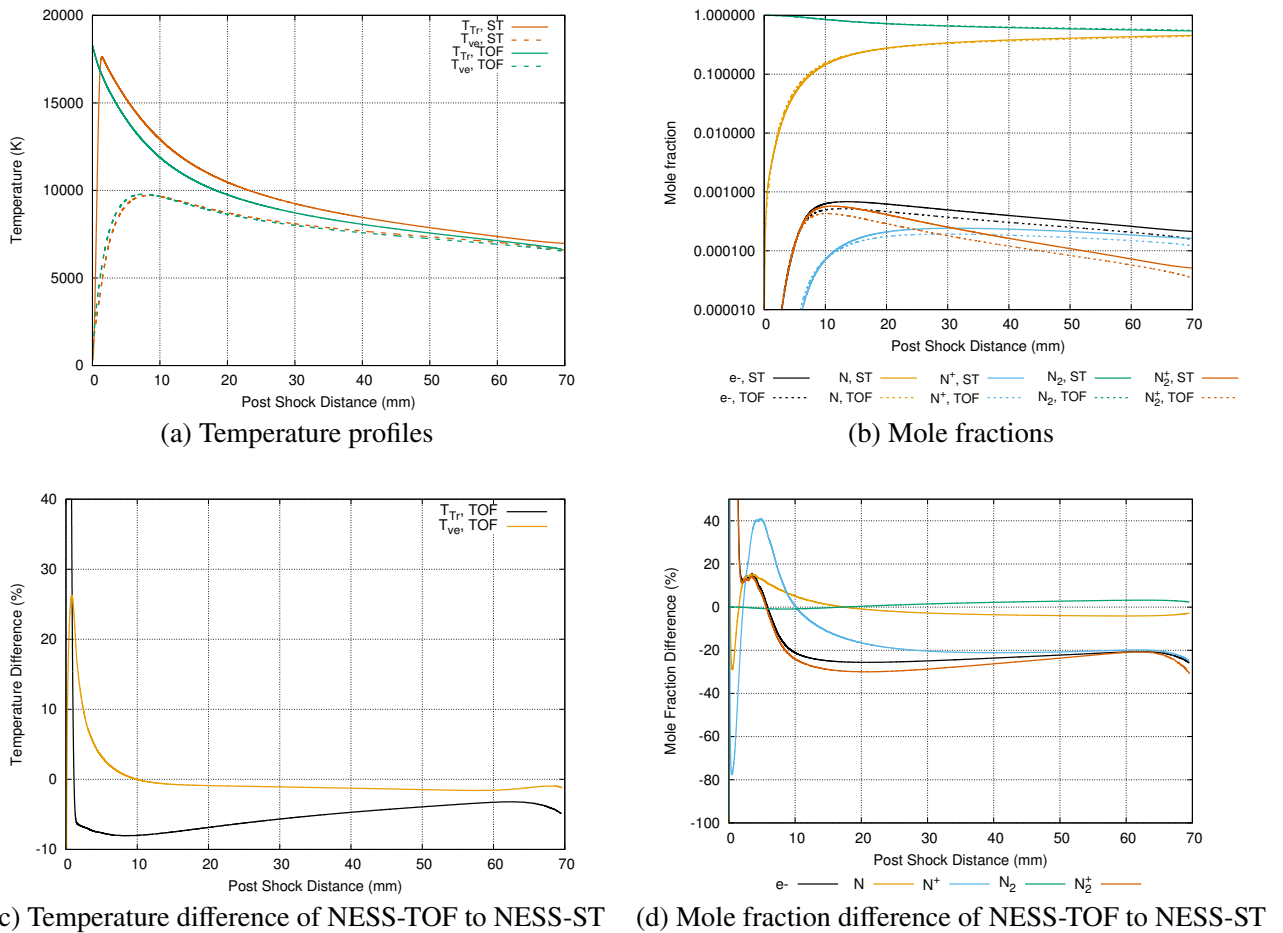 20000
15000
10000
5000
0
0 10 20 30 40 50 60 70
Temperature (K)
Post Shock Distance (mm)
T_Tr, ST
T_ve, ST
T_Tr, TOF
T_ve, TOF
(a) Temperature profiles
1.000000
0.100000
0.010000
0.001000
0.000100
0.000010
0 10 20 30 40 50 60 70
Mole fraction
Post Shock Distance (mm)
e-, ST N, ST N⁺, ST N₂, ST N₂⁺, ST
e-, TOF N, TOF N⁺, TOF N₂, TOF N₂⁺, TOF
(b) Mole fractions
40
30
20
10
0
-10
0 10 20 30 40 50 60 70
Temperature Difference (%)
Post Shock Distance (mm)
T_Tr, TOF
T_ve, TOF
c) Temperature difference of NESS-TOF to NESS-ST
40
20
0
-20
-40
-60
-80
-100
0 10 20 30 40 50 60 70
Mole Fraction Difference (%)
Post Shock Distance (mm)
e- N N⁺ N₂ N₂⁺
(d) Mole fraction difference of NESS-TOF to NESS-ST